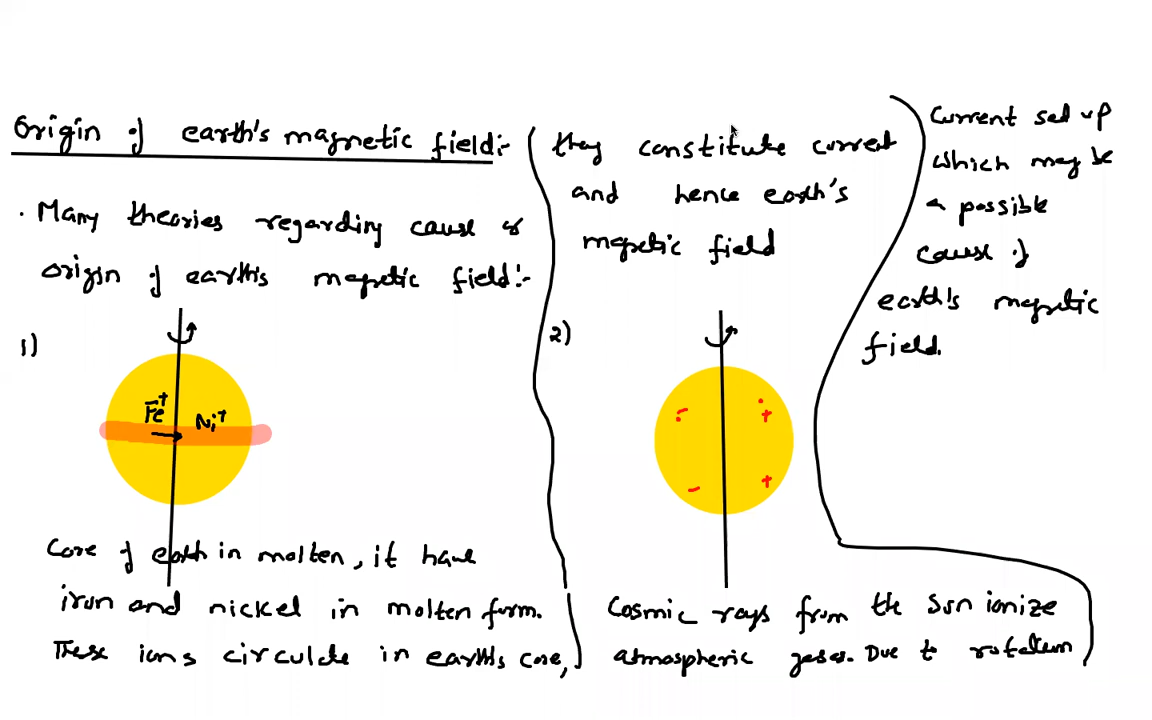 Origin of earth's magnetic field:-
· Many theories regarding cause of
origin of earth's magnetic field:-
1)
Fe+
Ni+
Core of earth in molten, it have
iron and nickel in molten form.
These ions circulate in earths core,
they constitute current
and hence earth's
magnetic field
2)
- +
- +
Cosmic rays from the sun ionize
atmospheric gases. Due to rotation
current sed up
which may be
a possible
cause of
earth's magnetic
field.